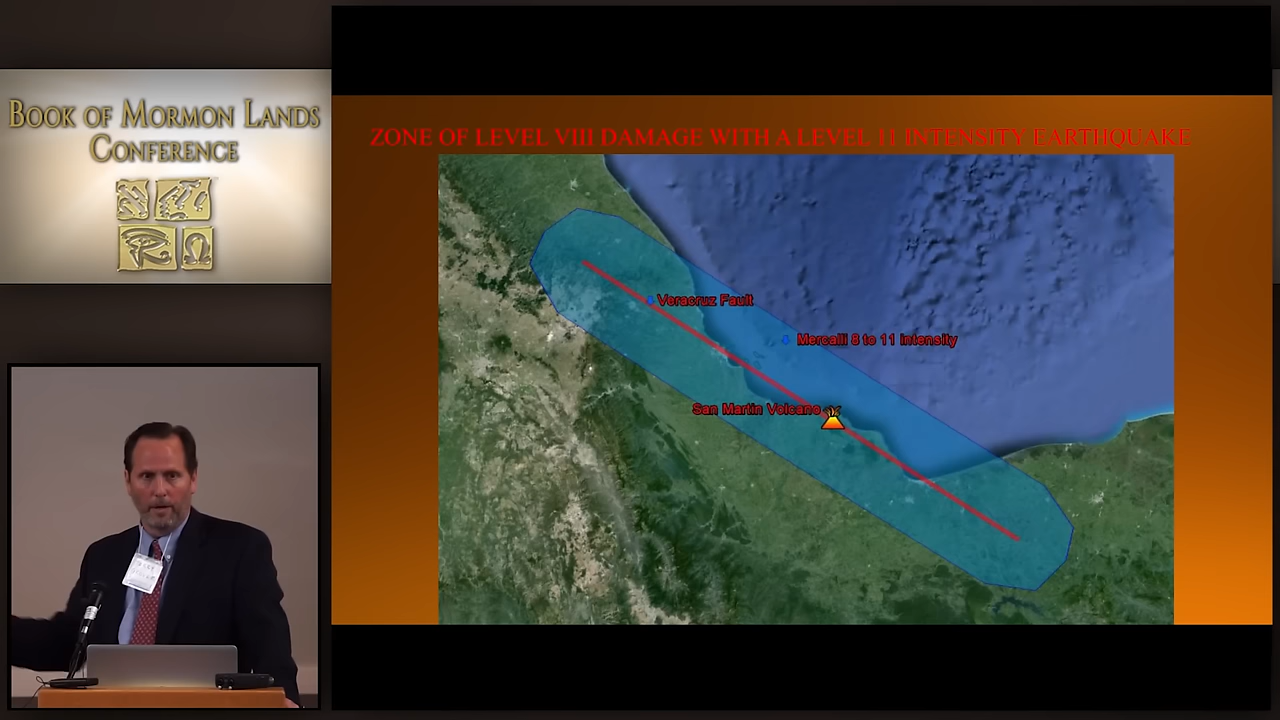 BOOK OF MORMON LANDS
CONFERENCE
ZONE OF LEVEL VIII DAMAGE WITH A LEVEL 11 INTENSITY EARTHQUAKE
Veracruz Fault
Mercalli 8 to 11 intensity
San Martin Volcano